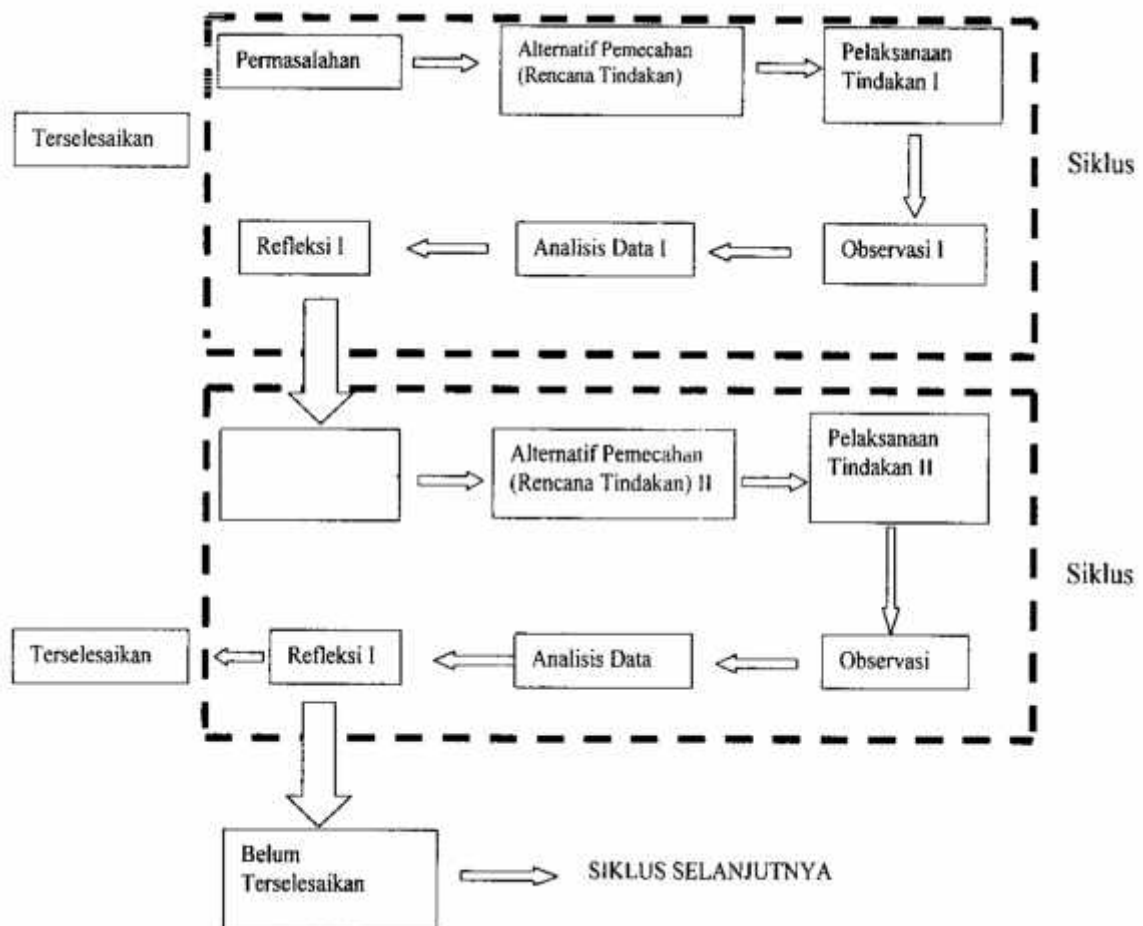 Permasalahan
Alternatif Pemecahan
(Rencana Tindakan)
Pelaksanaan
Tindakan I
Terselesaikan
Siklus
Refleksi I
Analisis Data I
Observasi I
Alternatif Pemecahan
(Rencana Tindakan) II
Pelaksanaan
Tindakan II
Siklus
Terselesaikan
Refleksi I
Analisis Data
Observasi
Belum
Terselesaikan
SIKLUS SELANJUTNYA